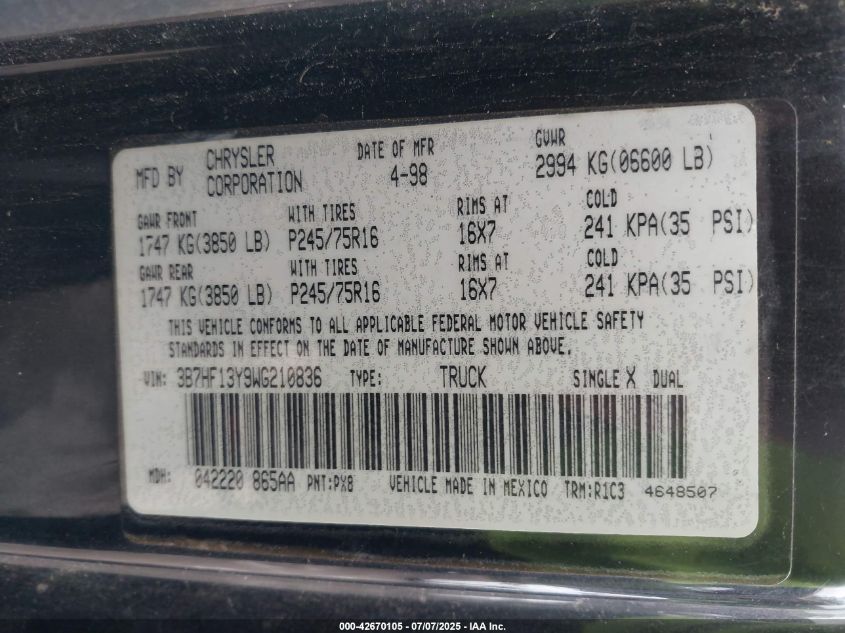 MFD BY CHRYSLER CORPORATION DATE OF MFR 4-98 GVWR 2994 KG(06600 LB)
GAWR FRONT WITH TIRES RIMS AT COLD
1747 KG(3850 LB) P245/75R16 16X7 241 KPA(35 PSI)
GAWR REAR WITH TIRES RIMS AT COLD
1747 KG(3850 LB) P245/75R16 16X7 241 KPA(35 PSI)
THIS VEHICLE CONFORMS TO ALL APPLICABLE FEDERAL MOTOR VEHICLE SAFETY
STANDARDS IN EFFECT ON THE DATE OF MANUFACTURE SHOWN ABOVE.
VIN: 3B7HF13Y9WG210836 TYPE: TRUCK SINGLE X DUAL
MDH: 042220 865AA PNT:PX8 VEHICLE MADE IN MEXICO TRM:R1C3 4648507
000-42670105 - 07/07/2025 - IAA Inc.